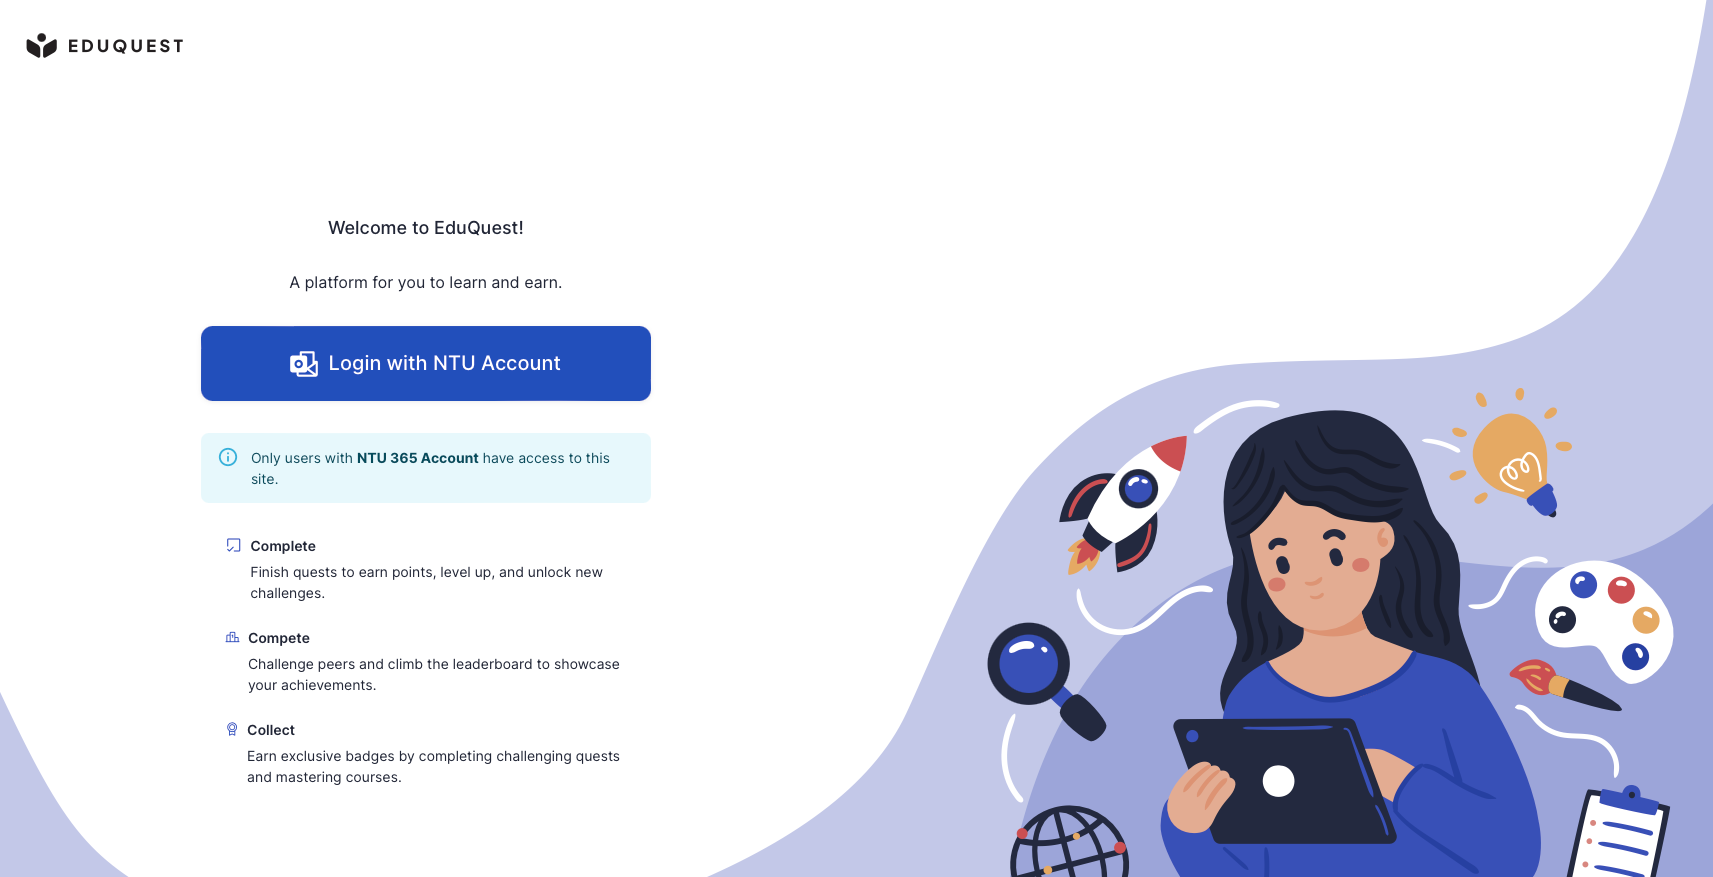 EDUQUEST
Welcome to EduQuest!
A platform for you to learn and earn.
Login with NTU Account
Only users with NTU 365 Account have access to this
site.
Complete
Finish quests to earn points, level up, and unlock new
challenges.
Compete
Challenge peers and climb the leaderboard to showcase
your achievements.
Collect
Earn exclusive badges by completing challenging quests
and mastering courses.